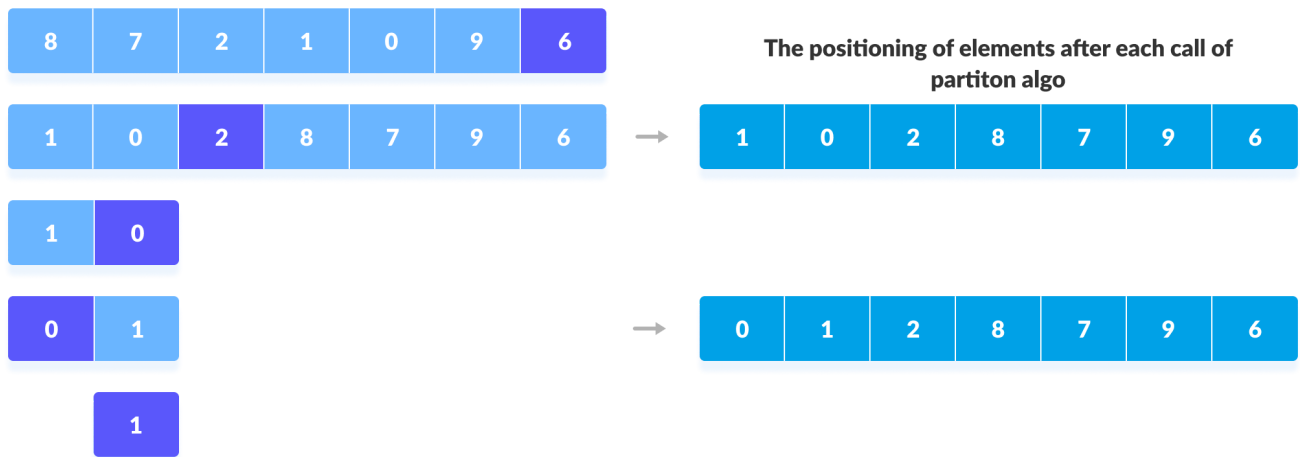 8 7 2 1 0 9 6
The positioning of elements after each call of
partiton algo
1 0 2 8 7 9 6
1 0 2 8 7 9 6
1 0
0 1
0 1 2 8 7 9 6
1